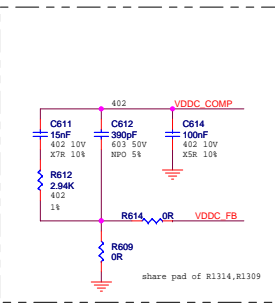 402 VDDC_COMP
C611 C612 C614
15nF 390pF 100nF
402 10V 603 50V 402 10V
X7R 10% NPO 5% X5R 10%
R612
2.94K
402
1%
R614 0R VDDC_FB
R609
0R
share pad of R1314,R1309